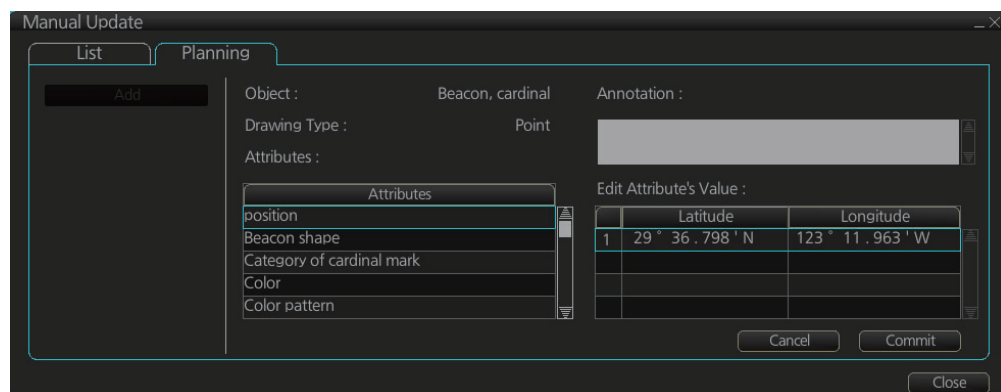 Manual Update
List Planning
Add
Object : Beacon, cardinal
Drawing Type : Point
Attributes :
Attributes
position
Beacon shape
Category of cardinal mark
Color
Color pattern
Annotation :
Edit Attribute's Value :
Latitude Longitude
1 29 ° 36 . 798 ' N 123 ° 11 . 963 ' W
Cancel Commit
Close